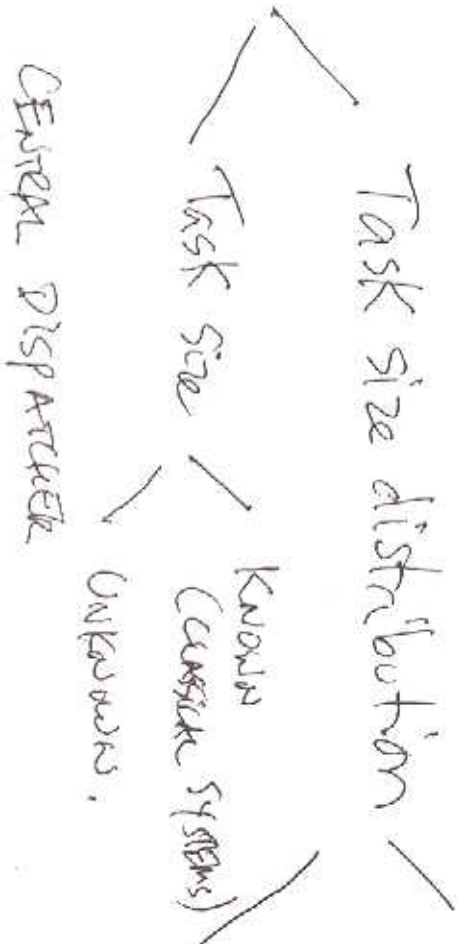 Task size distribution
Task size
KNOWN
(CLASSICAL SYSTEMS)
UNKNOWN.
CENTRAL DISPATCHER